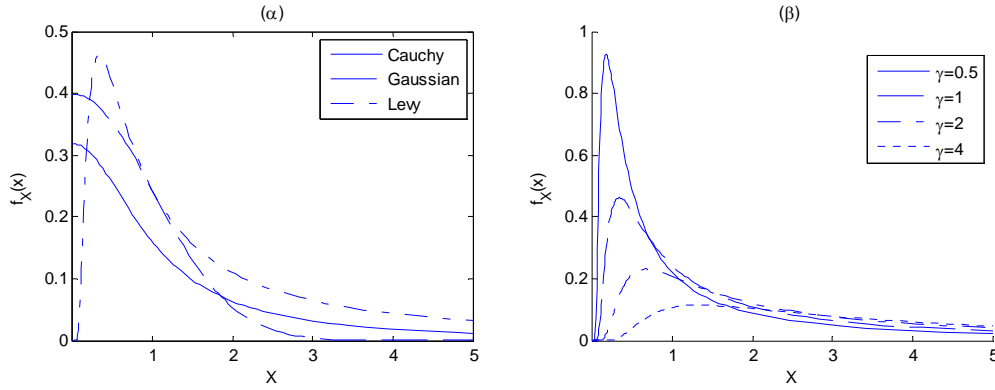 (α)
0.5
0.4
0.3
0.2
0.1
0
1
2
3
4
5
f_X(x)
X
Cauchy
Gaussian
Levy
(β)
1
0.8
0.6
0.4
0.2
0
1
2
3
4
5
f_X(x)
X
γ=0.5
γ=1
γ=2
γ=4